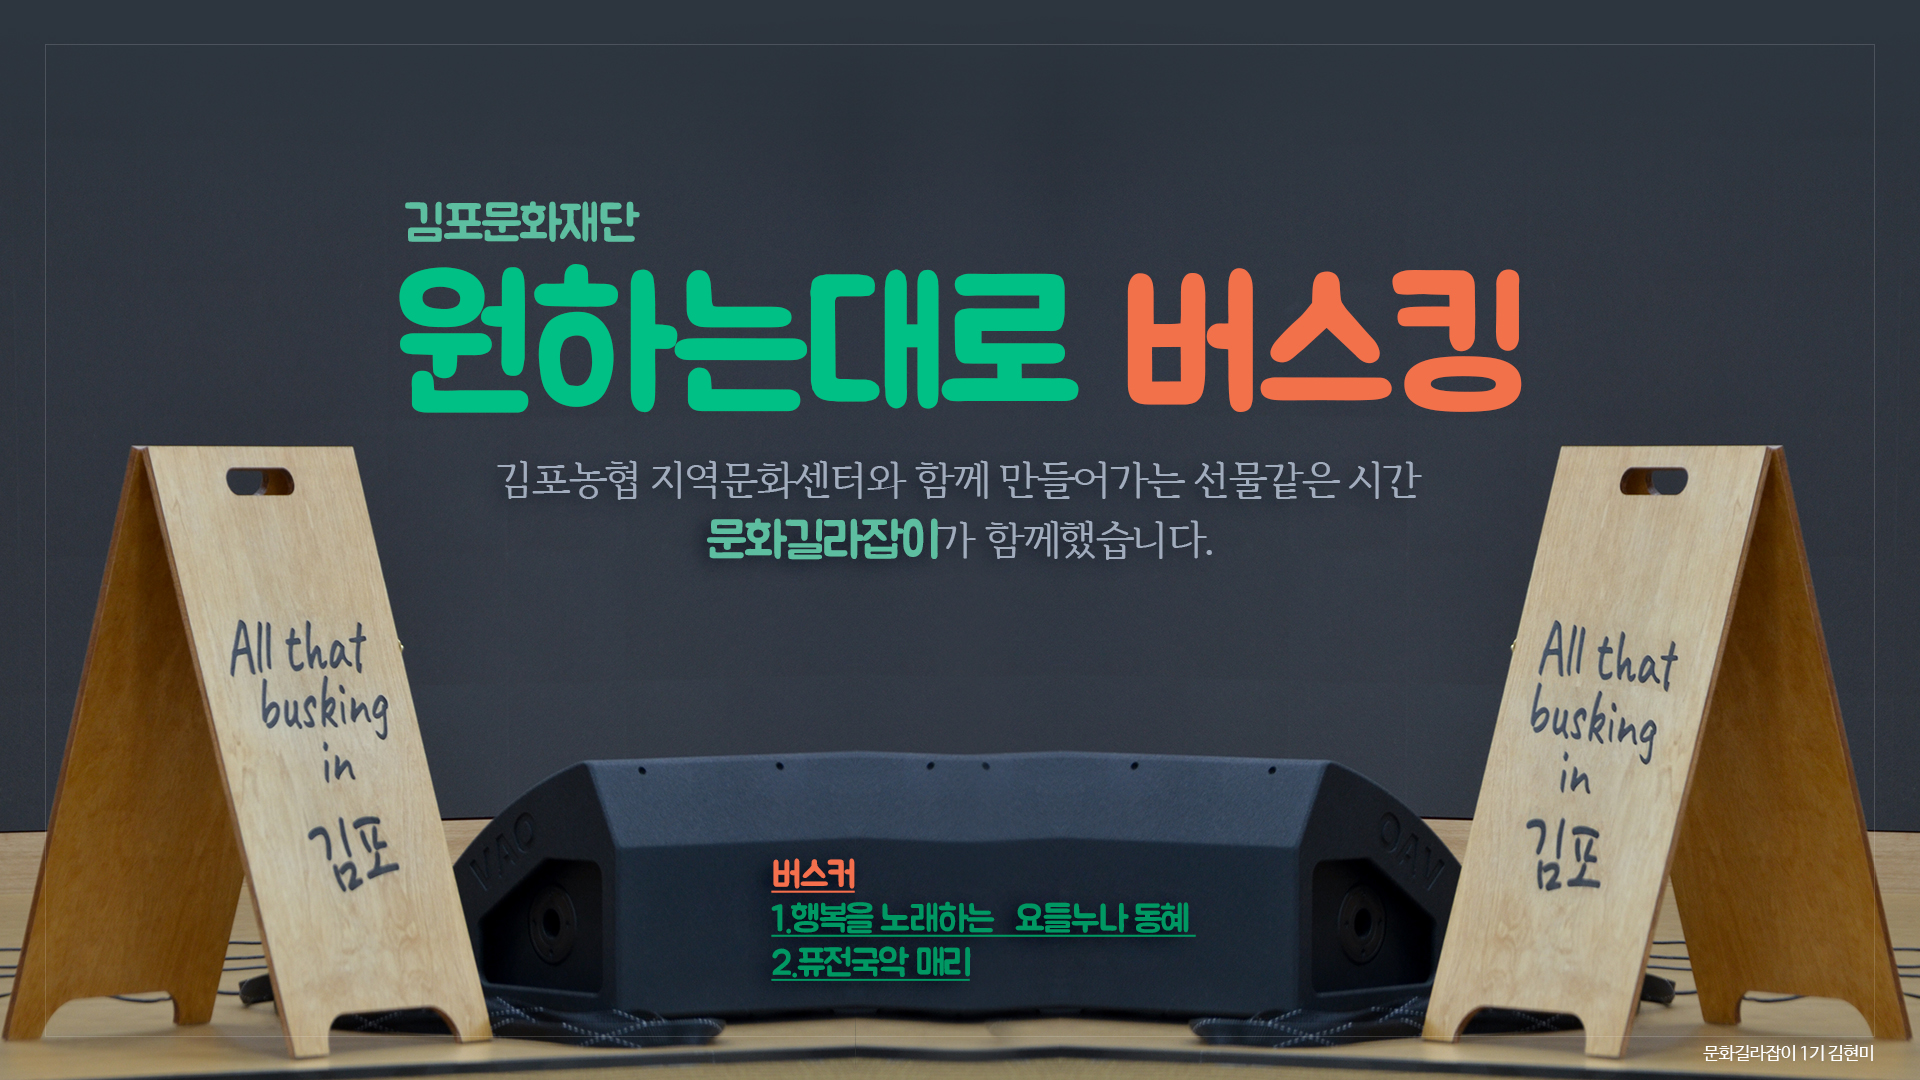 김포문화재단
원하는대로 버스킹
김포농협 지역문화센터와 함께 만들어가는 선물같은 시간
문화길라잡이가 함께했습니다.
All that
busking
in
김포
All that
busking
in
김포
VAO
OAV
버스커
1.행복을 노래하는 요들누나 동혜
2.퓨전국악 매리
문화길라잡이 1기 김현미